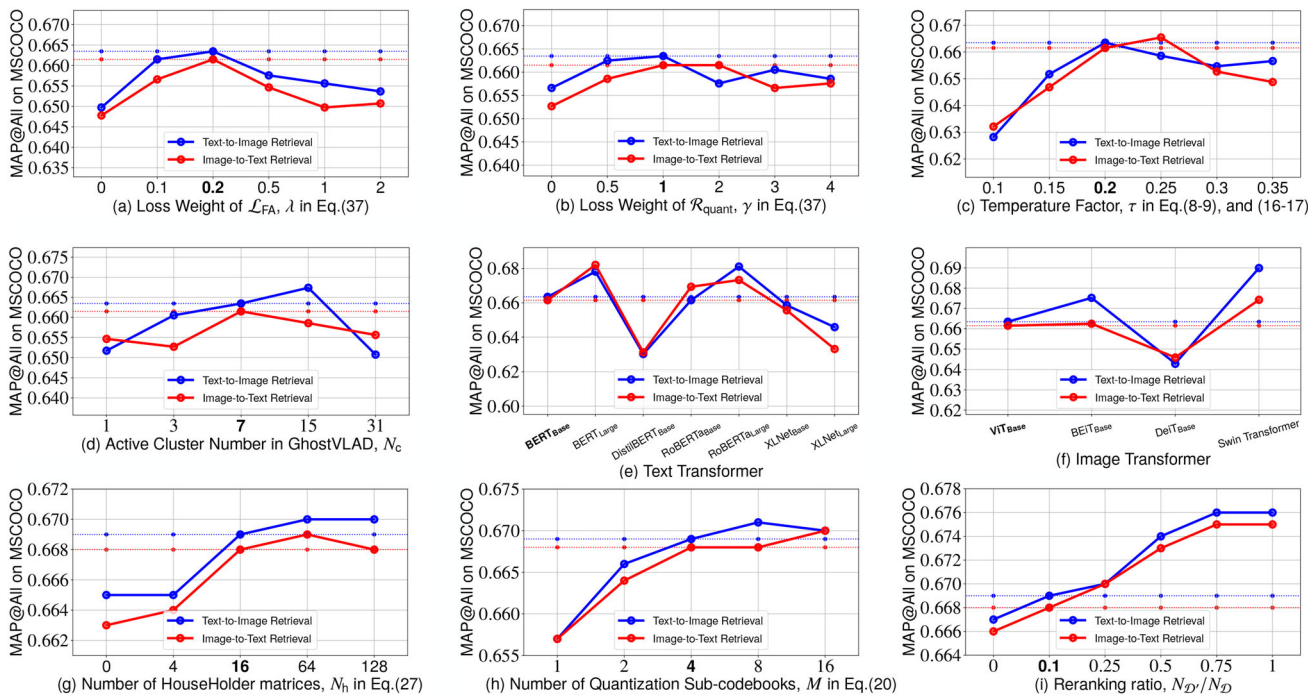 MAP@All on MSCOCO
0.670
0.665
0.660
0.655
0.650
0.645
0.640
0.635
Text-to-Image Retrieval
Image-to-Text Retrieval
0 0.1 0.2 0.5 1 2
(a) Loss Weight of ℒ_FA, λ in Eq.(37)
MAP@All on MSCOCO
0.670
0.665
0.660
0.655
0.650
0.645
0.640
Text-to-Image Retrieval
Image-to-Text Retrieval
0 0.5 1 2 3 4
(b) Loss Weight of ℛ_quant, γ in Eq.(37)
MAP@All on MSCOCO
0.67
0.66
0.65
0.64
0.63
0.62
Text-to-Image Retrieval
Image-to-Text Retrieval
0.1 0.15 0.2 0.25 0.3 0.35
(c) Temperature Factor, τ in Eq.(8-9), and (16-17)
MAP@All on MSCOCO
0.675
0.670
0.665
0.660
0.655
0.650
0.645
0.640
Text-to-Image Retrieval
Image-to-Text Retrieval
1 3 7 15 31
(d) Active Cluster Number in GhostVLAD, N_c
MAP@All on MSCOCO
0.68
0.66
0.64
0.62
0.60
Text-to-Image Retrieval
Image-to-Text Retrieval
BERT_Base BERT_Large DistilBERT_Base RoBERTa_Base RoBERTa_Large XLNet_Base XLNet_Large
(e) Text Transformer
MAP@All on MSCOCO
0.69
0.68
0.67
0.66
0.65
0.64
0.63
0.62
Text-to-Image Retrieval
Image-to-Text Retrieval
ViT_Base BEiT_Base DeiT_Base Swin Transformer
(f) Image Transformer
MAP@All on MSCOCO
0.672
0.670
0.668
0.666
0.664
0.662
Text-to-Image Retrieval
Image-to-Text Retrieval
0 4 16 64 128
(g) Number of HouseHolder matrices, N_h in Eq.(27)
MAP@All on MSCOCO
0.675
0.670
0.665
0.660
0.655
Text-to-Image Retrieval
Image-to-Text Retrieval
1 2 4 8 16
(h) Number of Quantization Sub-codebooks, M in Eq.(20)
MAP@All on MSCOCO
0.678
0.676
0.674
0.672
0.670
0.668
0.666
0.664
Text-to-Image Retrieval
Image-to-Text Retrieval
0 0.1 0.25 0.5 0.75 1
(i) Reranking ratio, N_𝒟′/N_𝒟